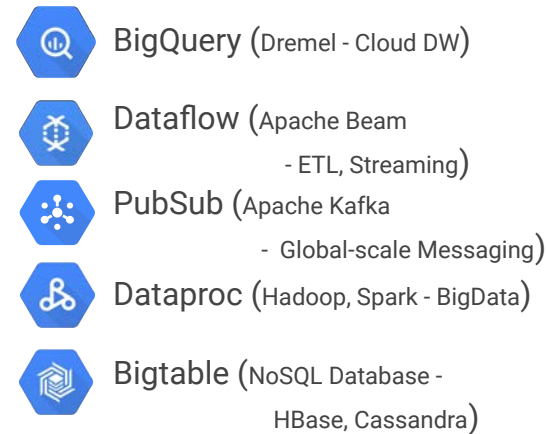 BigQuery (Dremel - Cloud DW)
Dataflow (Apache Beam
- ETL, Streaming)
PubSub (Apache Kafka
- Global-scale Messaging)
Dataproc (Hadoop, Spark - BigData)
Bigtable (NoSQL Database -
HBase, Cassandra)